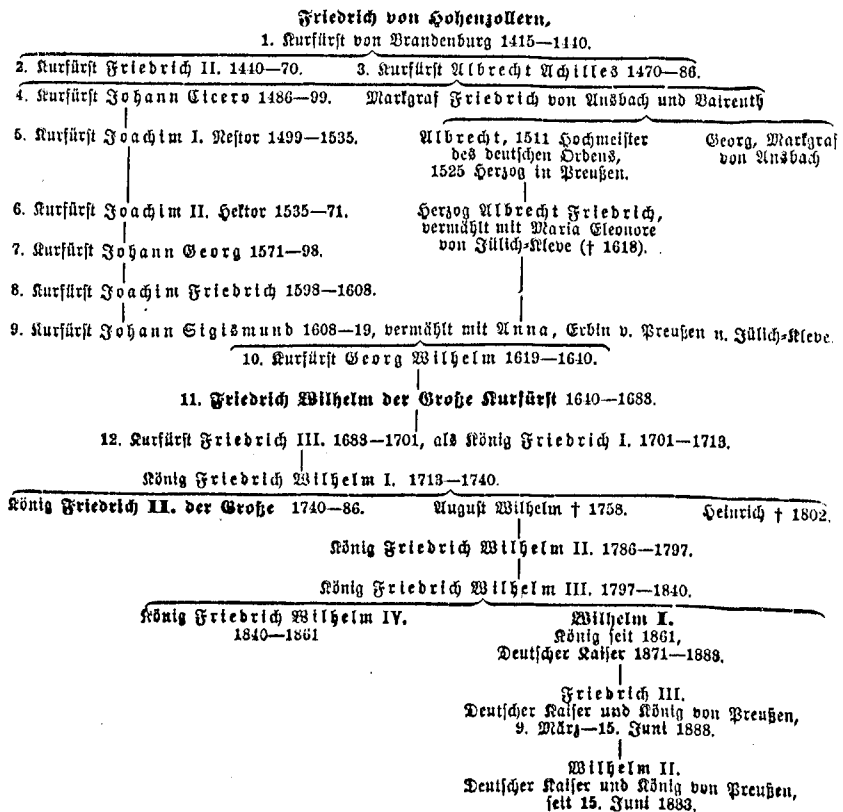 Friedrich von Hohenzollern,
1. Kurfürst von Brandenburg 1415—1440.
2. Kurfürst Friedrich II. 1440—70. 3. Kurfürst Albrecht Achilles 1470—86.
4. Kurfürst Johann Cicero 1486—99. Markgraf Friedrich von Ansbach und Baireuth
5. Kurfürst Joachim I. Nestor 1499—1535.
Albrecht, 1511 Hochmeister
des deutschen Ordens,
1525 Herzog in Preußen.
Georg, Markgraf
von Ansbach
6. Kurfürst Joachim II. Hektor 1535—71.
Herzog Albrecht Friedrich,
vermählt mit Maria Eleonore
von Jülich-Kleve († 1618).
7. Kurfürst Johann Georg 1571—98.
8. Kurfürst Joachim Friedrich 1598—1608.
9. Kurfürst Johann Sigismund 1608—19, vermählt mit Anna, Erbin v. Preußen u. Jülich-Kleve.
10. Kurfürst Georg Wilhelm 1619—1640.
11. Friedrich Wilhelm der Große Kurfürst 1640—1688.
12. Kurfürst Friedrich III. 1688—1701, als König Friedrich I. 1701—1713.
König Friedrich Wilhelm I. 1713—1740.
König Friedrich II. der Große 1740—86. August Wilhelm † 1758. Heinrich † 1802.
König Friedrich Wilhelm II. 1786—1797.
König Friedrich Wilhelm III. 1797—1840.
König Friedrich Wilhelm IV.
1840—1861
Wilhelm I.
König seit 1861,
Deutscher Kaiser 1871—1888.
Friedrich III.
Deutscher Kaiser und König von Preußen,
9. März—15. Juni 1888.
Wilhelm II.
Deutscher Kaiser und König von Preußen,
seit 15. Juni 1888.